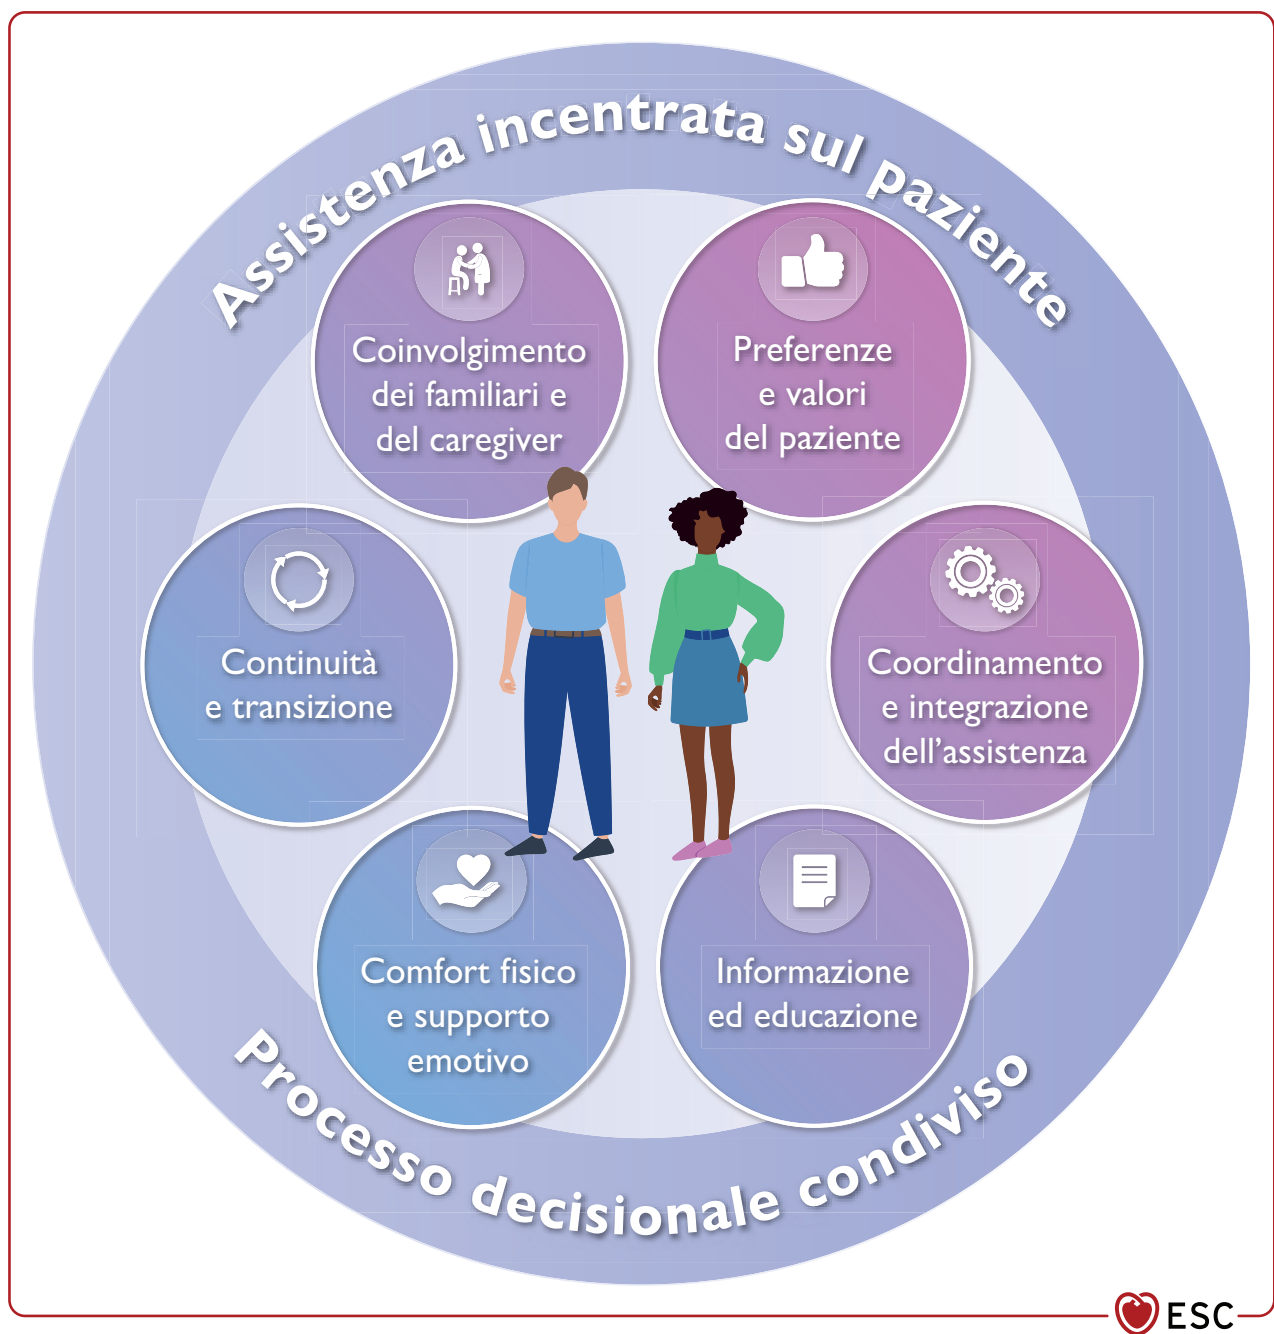 Assistenza incentrata sul paziente
Coinvolgimento
dei familiari e
del caregiver
Preferenze
e valori
del paziente
Continuità
e transizione
Coordinamento
e integrazione
dell’assistenza
Comfort fisico
e supporto
emotivo
Informazione
ed educazione
Processo decisionale condiviso
ESC